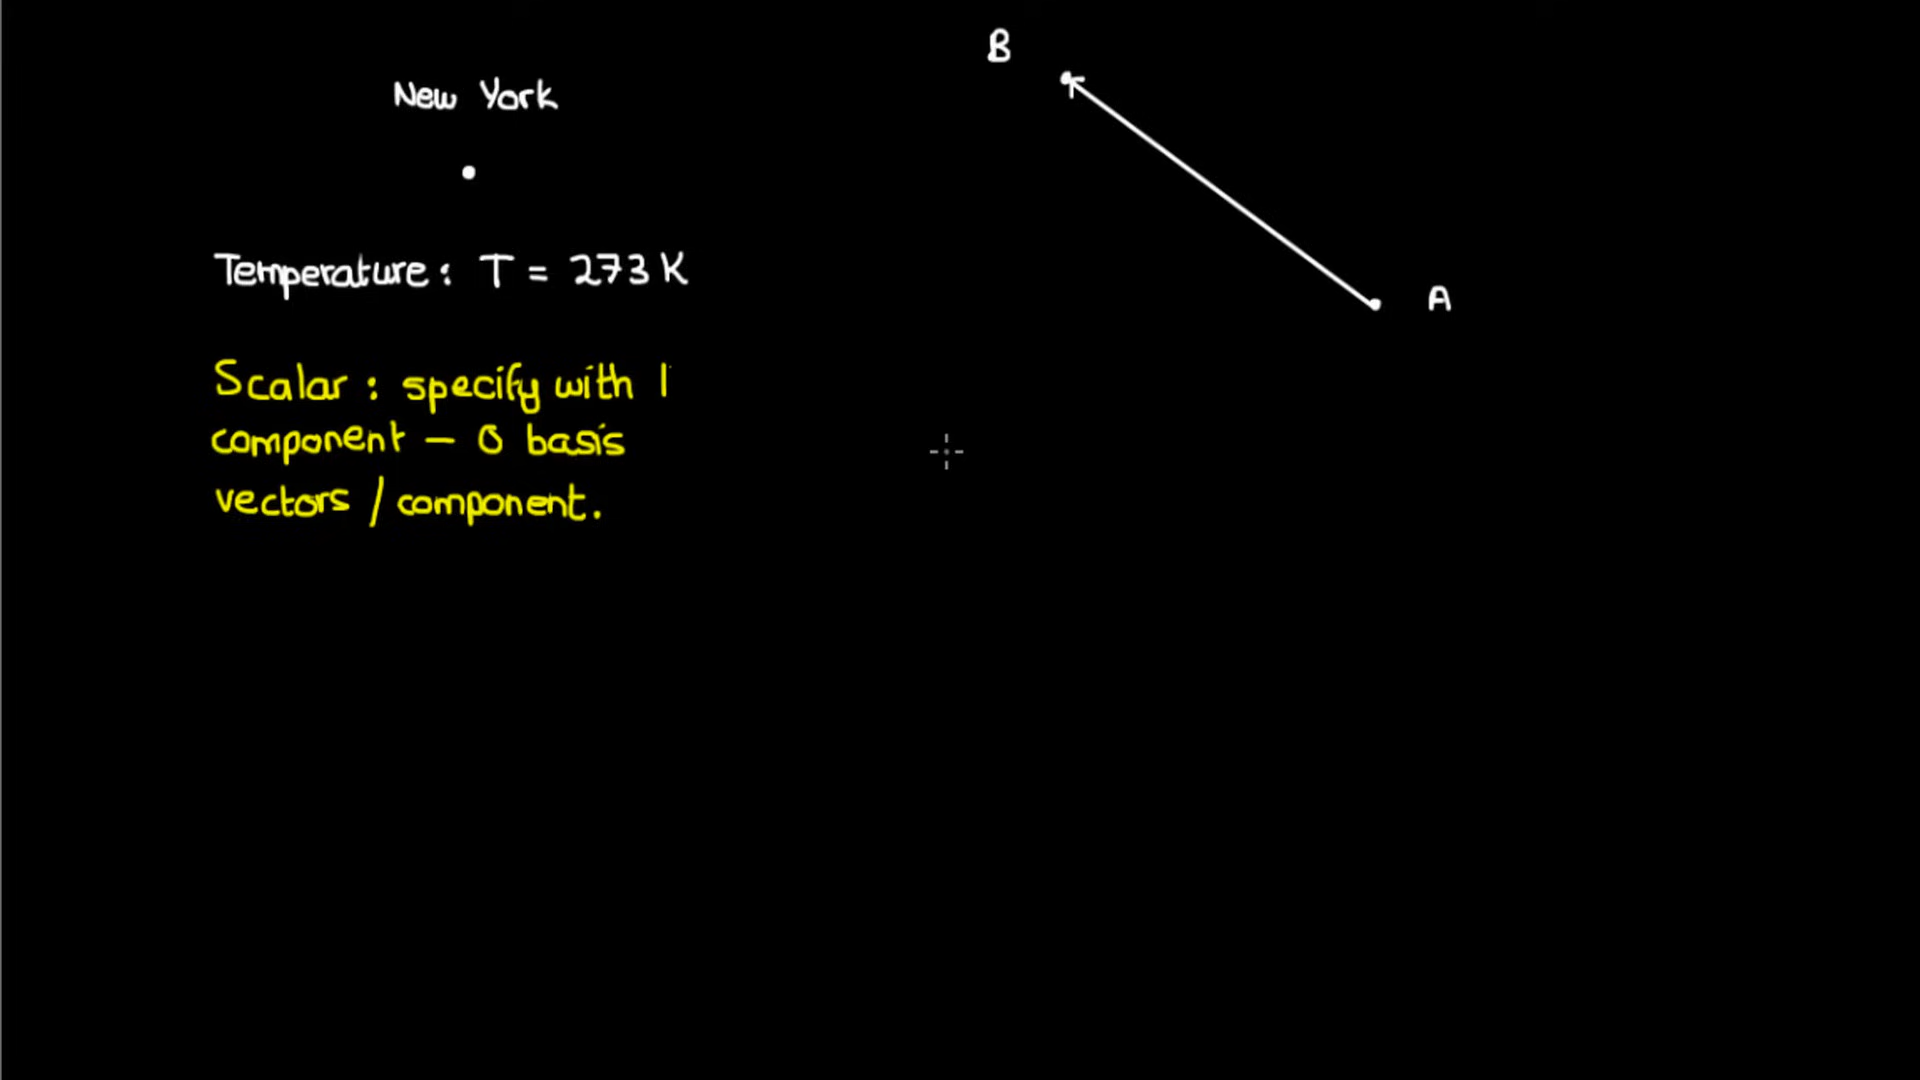 New York
Temperature: T = 273 K
Scalar: specify with 1
component – 0 basis
vectors / component.
B
A